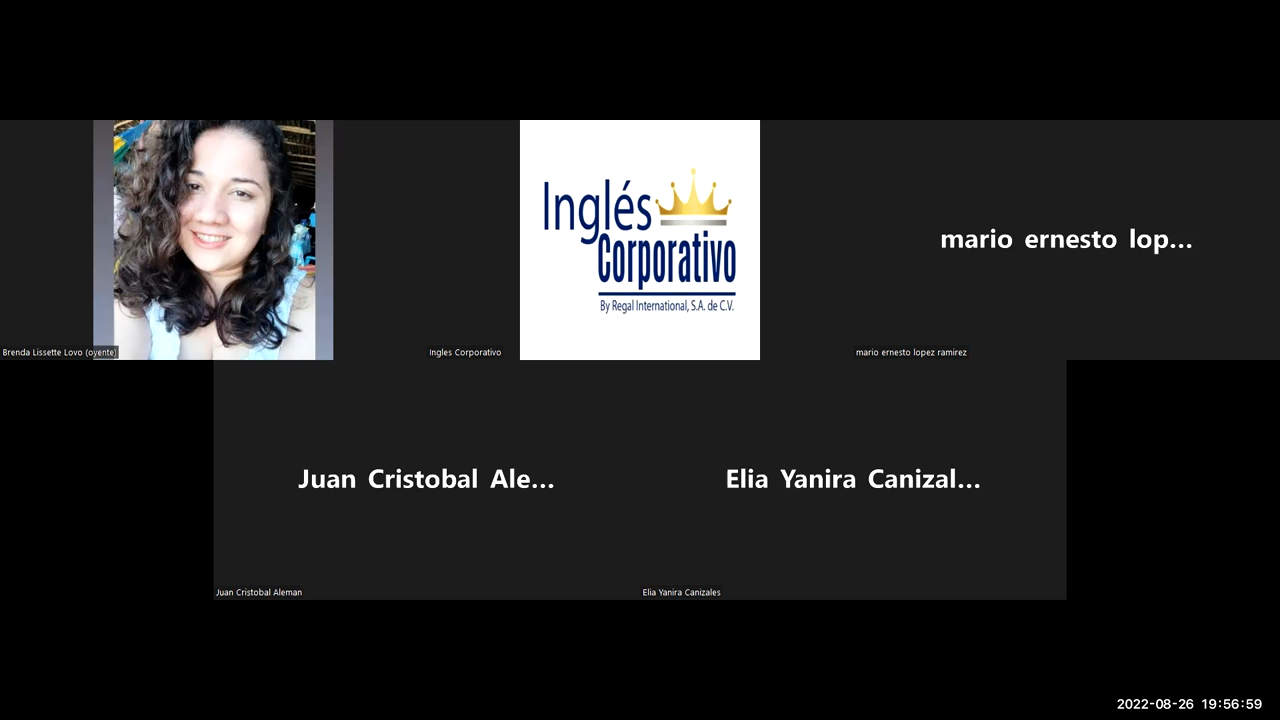 Inglés
Corporativo
By Regal International, S.A. de C.V.
mario ernesto lop...
Brenda Lissette Lovo (oyente)
Ingles Corporativo
mario ernesto lopez ramirez
Juan Cristobal Ale...
Elia Yanira Canizal...
Juan Cristobal Aleman
Elia Yanira Canizales
2022-08-26 19:56:59